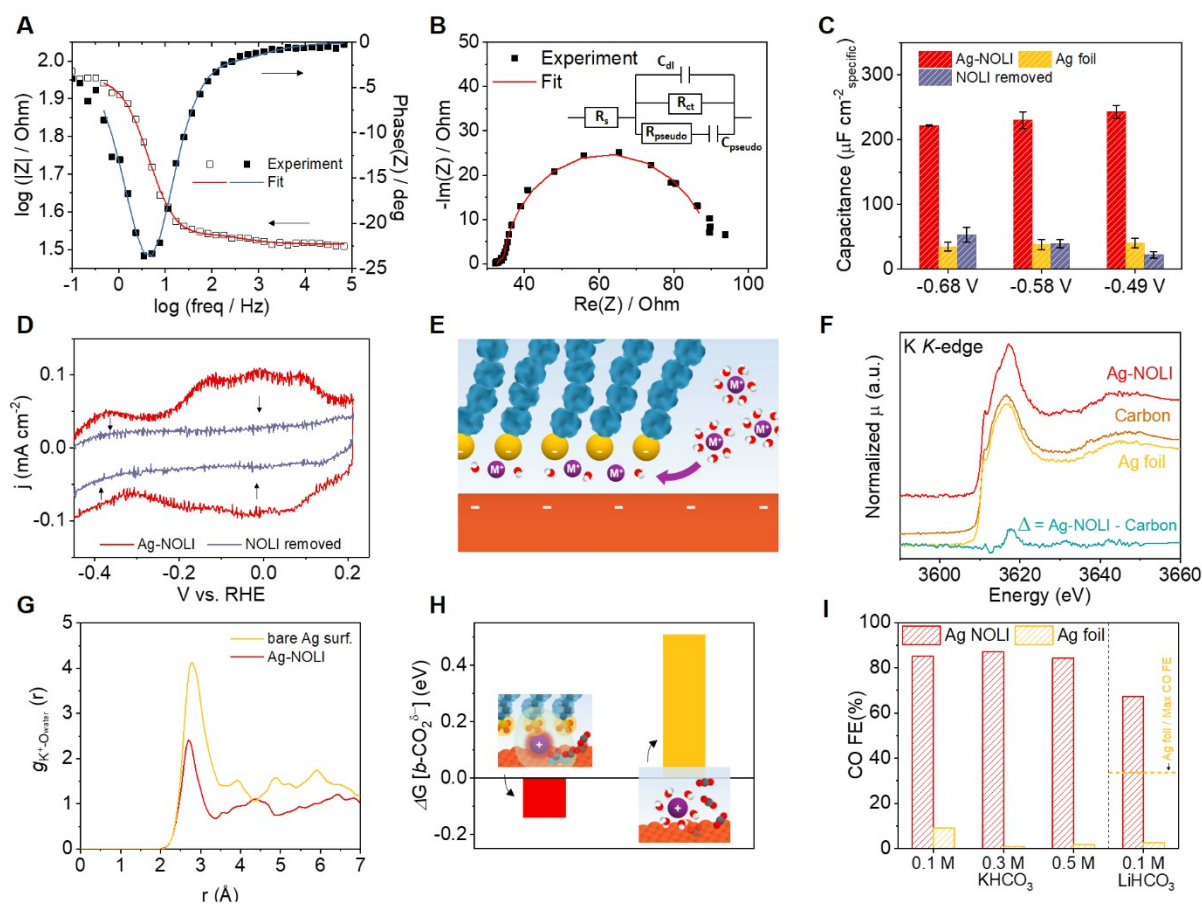 A
log (|Z| / Ohm
2.0
1.9
1.8
1.7
1.6
1.5
0
-5
-10
-15
-20
-25
Phase(Z) / deg
Experiment
Fit
-1
0
1
2
3
4
5
log (freq / Hz)
B
-Im(Z) / Ohm
50
40
30
20
10
0
Experiment
Fit
Cdl
Rs
Rct
Rpseudo
Cpseudo
40
60
80
100
Re(Z) / Ohm
C
Capacitance (μF cm⁻²specific)
300
200
100
0
Ag-NOLI
Ag foil
NOLI removed
-0.68 V
-0.58 V
-0.49 V
D
j (mA cm⁻²)
0.1
0.0
-0.1
Ag-NOLI
NOLI removed
-0.4
-0.2
0.0
0.2
V vs. RHE
E
M⁺
M⁺
M⁺
M⁺
M⁺
M⁺
M⁺
-
-
-
-
-
F
K K-edge
Normalized μ (a.u.)
Ag-NOLI
Carbon
Ag foil
Δ = Ag-NOLI - Carbon
3600
3620
3640
3660
Energy (eV)
G
gK⁺-Owater (r)
5
4
3
2
1
0
bare Ag surf.
Ag-NOLI
0
1
2
3
4
5
6
7
r (Å)
H
ΔG [b-CO₂δ⁻] (eV)
0.4
0.2
0.0
-0.2
+
+
I
CO FE(%)
100
80
60
40
20
0
Ag NOLI
Ag foil
Ag foil / Max CO FE
0.1 M
0.3 M
0.5 M
0.1 M
KHCO₃
LiHCO₃